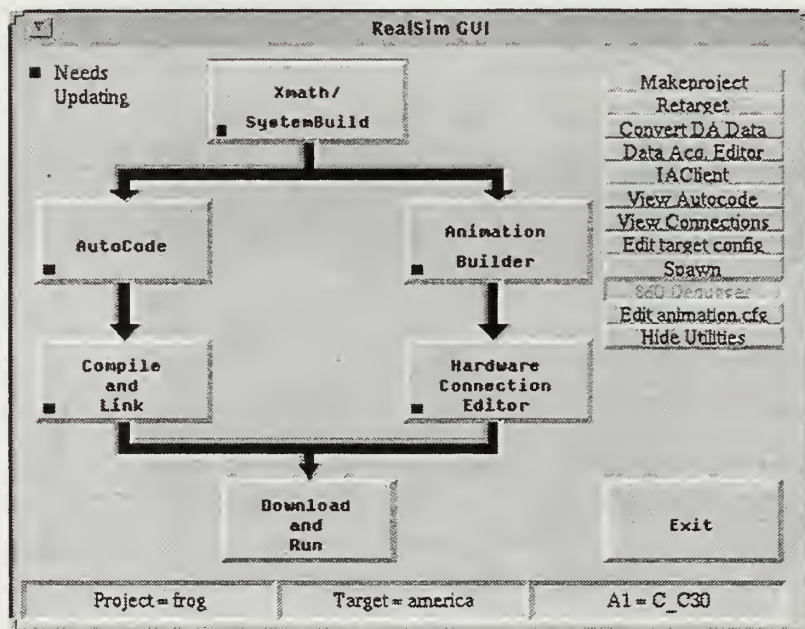 RealSim GUI
Needs
Updating
Xmath/
SystemBuild
AutoCode
Animation
Builder
Compile
and
Link
Hardware
Connection
Editor
Download
and
Run
Makeproject
Retarget
Convert DA Data
Data Acq. Editor
IAClient
View Autocode
View Connections
Edit target config
Spawn
Edit animation.cfg
Hide Utilities
Exit
Project = frog
Target = america
A1 = C_C30